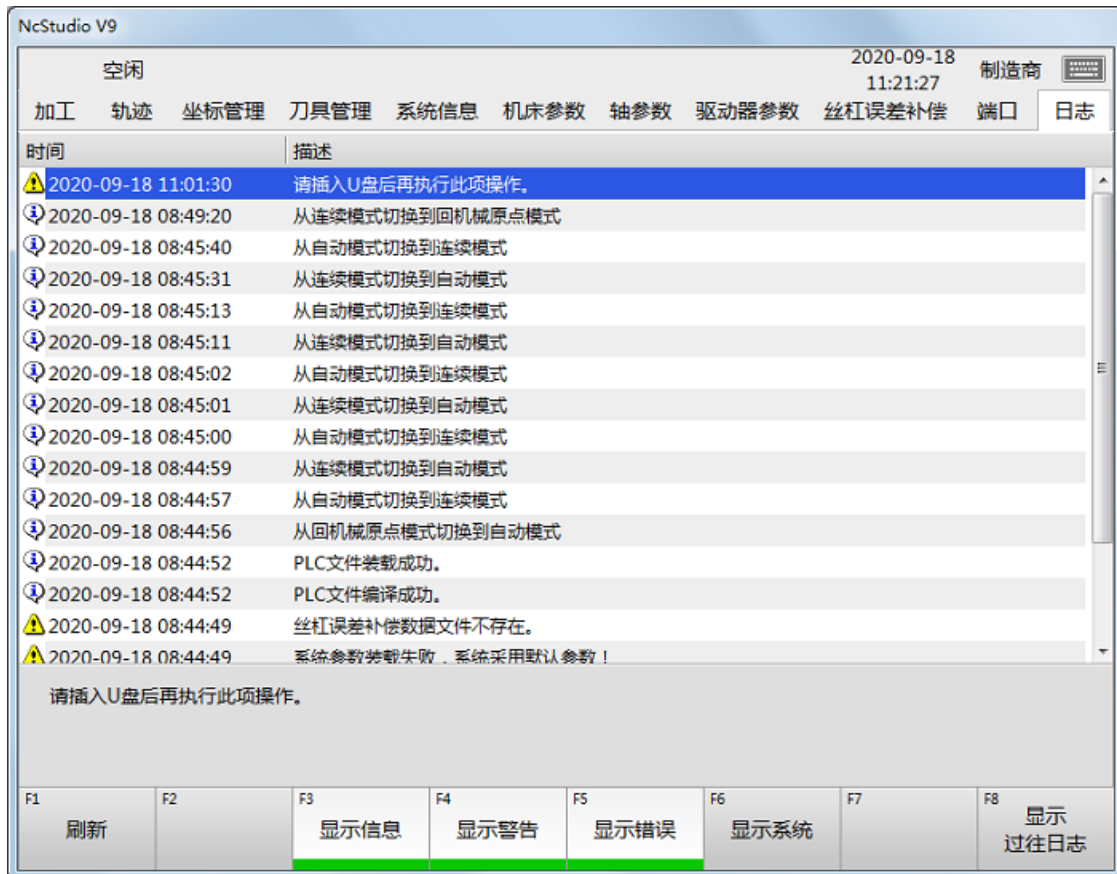 NcStudio V9
空闲 2020-09-18 11:21:27 制造商
加工 轨迹 坐标管理 刀具管理 系统信息 机床参数 轴参数 驱动器参数 丝杠误差补偿 端口 日志
时间 描述
2020-09-18 11:01:30 请插入U盘后再执行此项操作。
2020-09-18 08:49:20 从连续模式切换到回机械原点模式
2020-09-18 08:45:40 从自动模式切换到连续模式
2020-09-18 08:45:31 从连续模式切换到自动模式
2020-09-18 08:45:13 从自动模式切换到连续模式
2020-09-18 08:45:11 从连续模式切换到自动模式
2020-09-18 08:45:02 从自动模式切换到连续模式
2020-09-18 08:45:01 从连续模式切换到自动模式
2020-09-18 08:45:00 从自动模式切换到连续模式
2020-09-18 08:44:59 从连续模式切换到自动模式
2020-09-18 08:44:57 从自动模式切换到连续模式
2020-09-18 08:44:56 从回机械原点模式切换到自动模式
2020-09-18 08:44:52 PLC文件装载成功。
2020-09-18 08:44:52 PLC文件编译成功。
2020-09-18 08:44:49 丝杠误差补偿数据文件不存在。
2020-09-18 08:44:49 系统参数装载失败，系统采用默认参数！
请插入U盘后再执行此项操作。
F1 刷新 F2 F3 显示信息 F4 显示警告 F5 显示错误 F6 显示系统 F7 F8 显示
过往日志